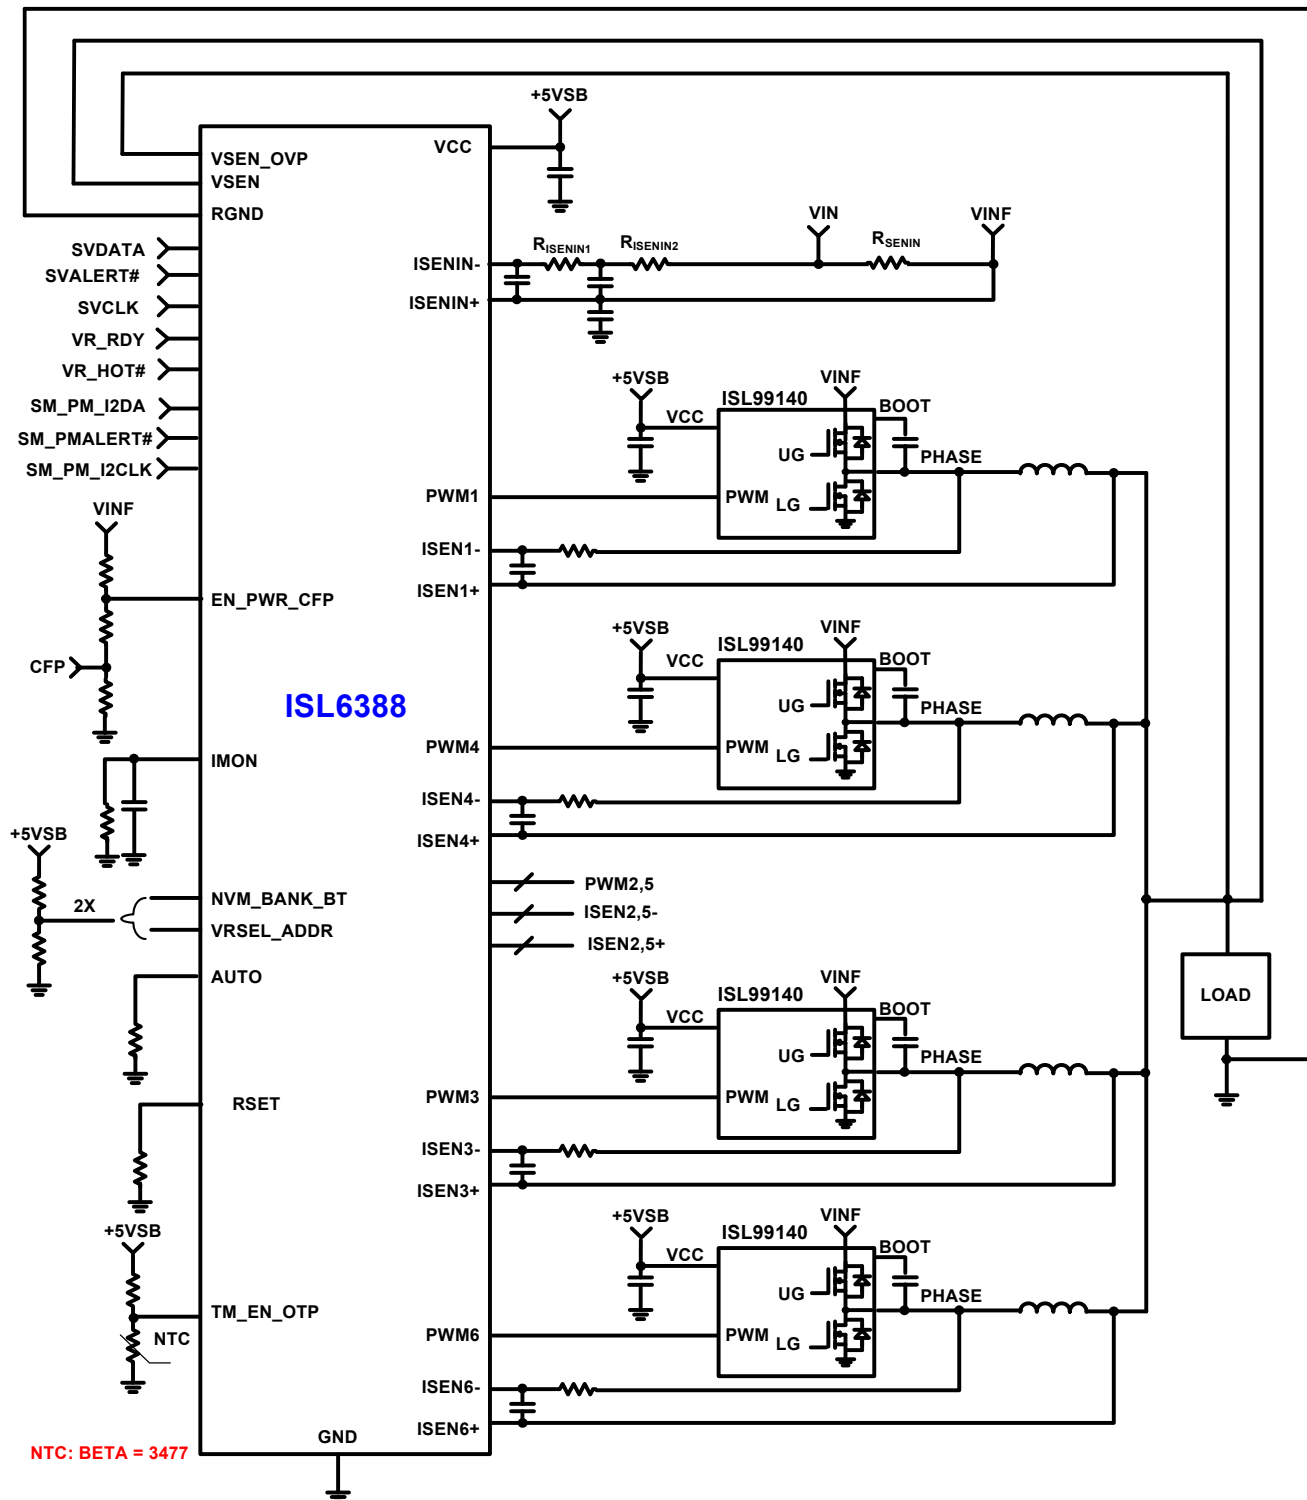 +5VSB
VSEN_OVP
VSEN
RGND
VCC
SVDATA
SVALERT#
SVCLK
VR_RDY
VR_HOT#
SM_PM_I2DA
SM_PMALERT#
SM_PM_I2CLK
VIN
VINF
RISENIN1
RISENIN2
RSENIN
ISENIN-
ISENIN+
VINF
EN_PWR_CFP
CFP
ISL6388
IMON
+5VSB
2X
NVM_BANK_BT
VRSEL_ADDR
AUTO
RSET
+5VSB
TM_EN_OTP
NTC
GND
NTC: BETA = 3477
+5VSB
VINF
ISL99140
VCC
BOOT
UG
PHASE
PWM1
PWM
LG
ISEN1-
ISEN1+
+5VSB
VINF
ISL99140
VCC
BOOT
UG
PHASE
PWM4
PWM
LG
ISEN4-
ISEN4+
PWM2,5
ISEN2,5-
ISEN2,5+
+5VSB
VINF
ISL99140
VCC
BOOT
UG
PHASE
PWM3
PWM
LG
ISEN3-
ISEN3+
+5VSB
VINF
ISL99140
VCC
BOOT
UG
PHASE
PWM6
PWM
LG
ISEN6-
ISEN6+
LOAD